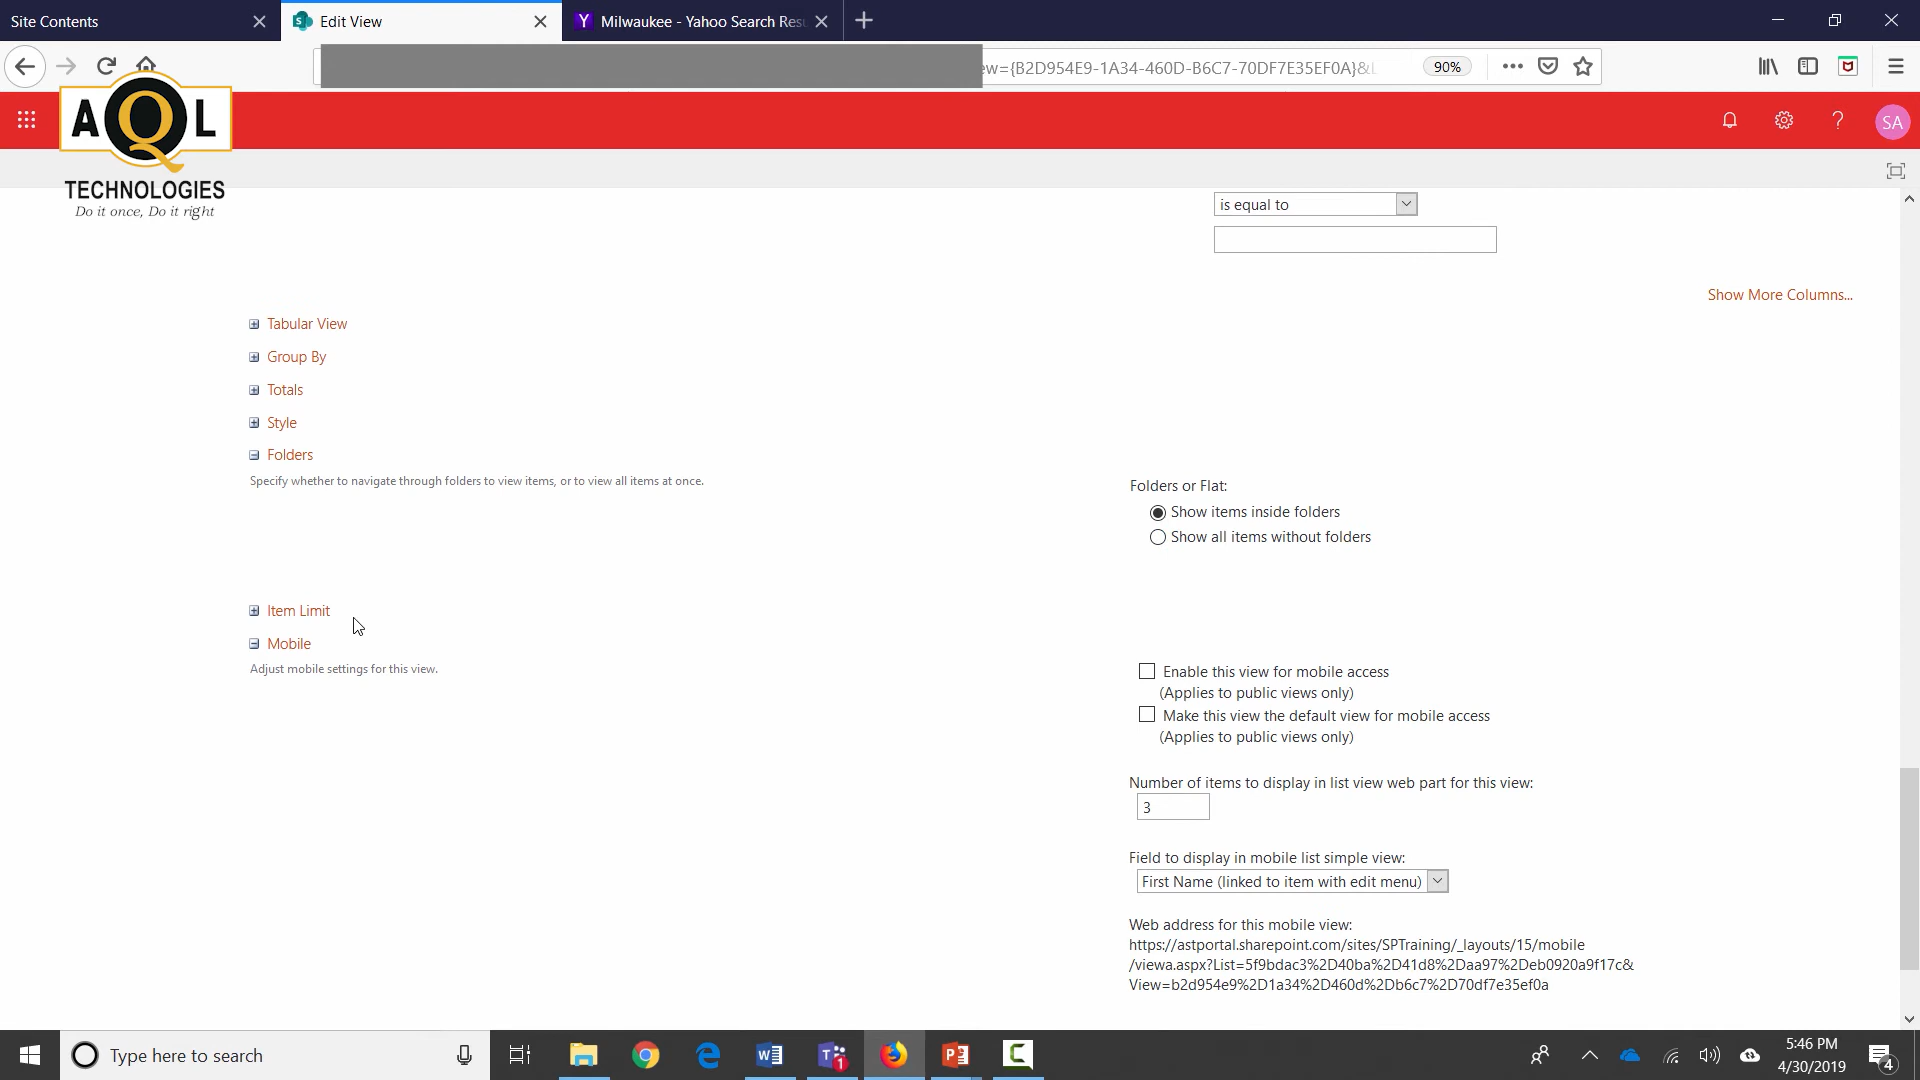 Site Contents
Edit View
Milwaukee - Yahoo Search Res
ew={B2D954E9-1A34-460D-B6C7-70DF7E35EF0A}&
90%
AQL
TECHNOLOGIES
Do it once, Do it right
SA
is equal to
Show More Columns...
Tabular View
Group By
Totals
Style
Folders
Specify whether to navigate through folders to view items, or to view all items at once.
Folders or Flat:
Show items inside folders
Show all items without folders
Item Limit
Mobile
Adjust mobile settings for this view.
Enable this view for mobile access
(Applies to public views only)
Make this view the default view for mobile access
(Applies to public views only)
Number of items to display in list view web part for this view:
3
Field to display in mobile list simple view:
First Name (linked to item with edit menu)
Web address for this mobile view:
https://astportal.sharepoint.com/sites/SPTraining/_layouts/15/mobile
/viewa.aspx?List=5f9bdac3%2D40ba%2D41d8%2Daa97%2Deb0920a9f17c&
View=b2d954e9%2D1a34%2D460d%2Db6c7%2D70df7e35ef0a
Type here to search
5:46 PM
4/30/2019
4